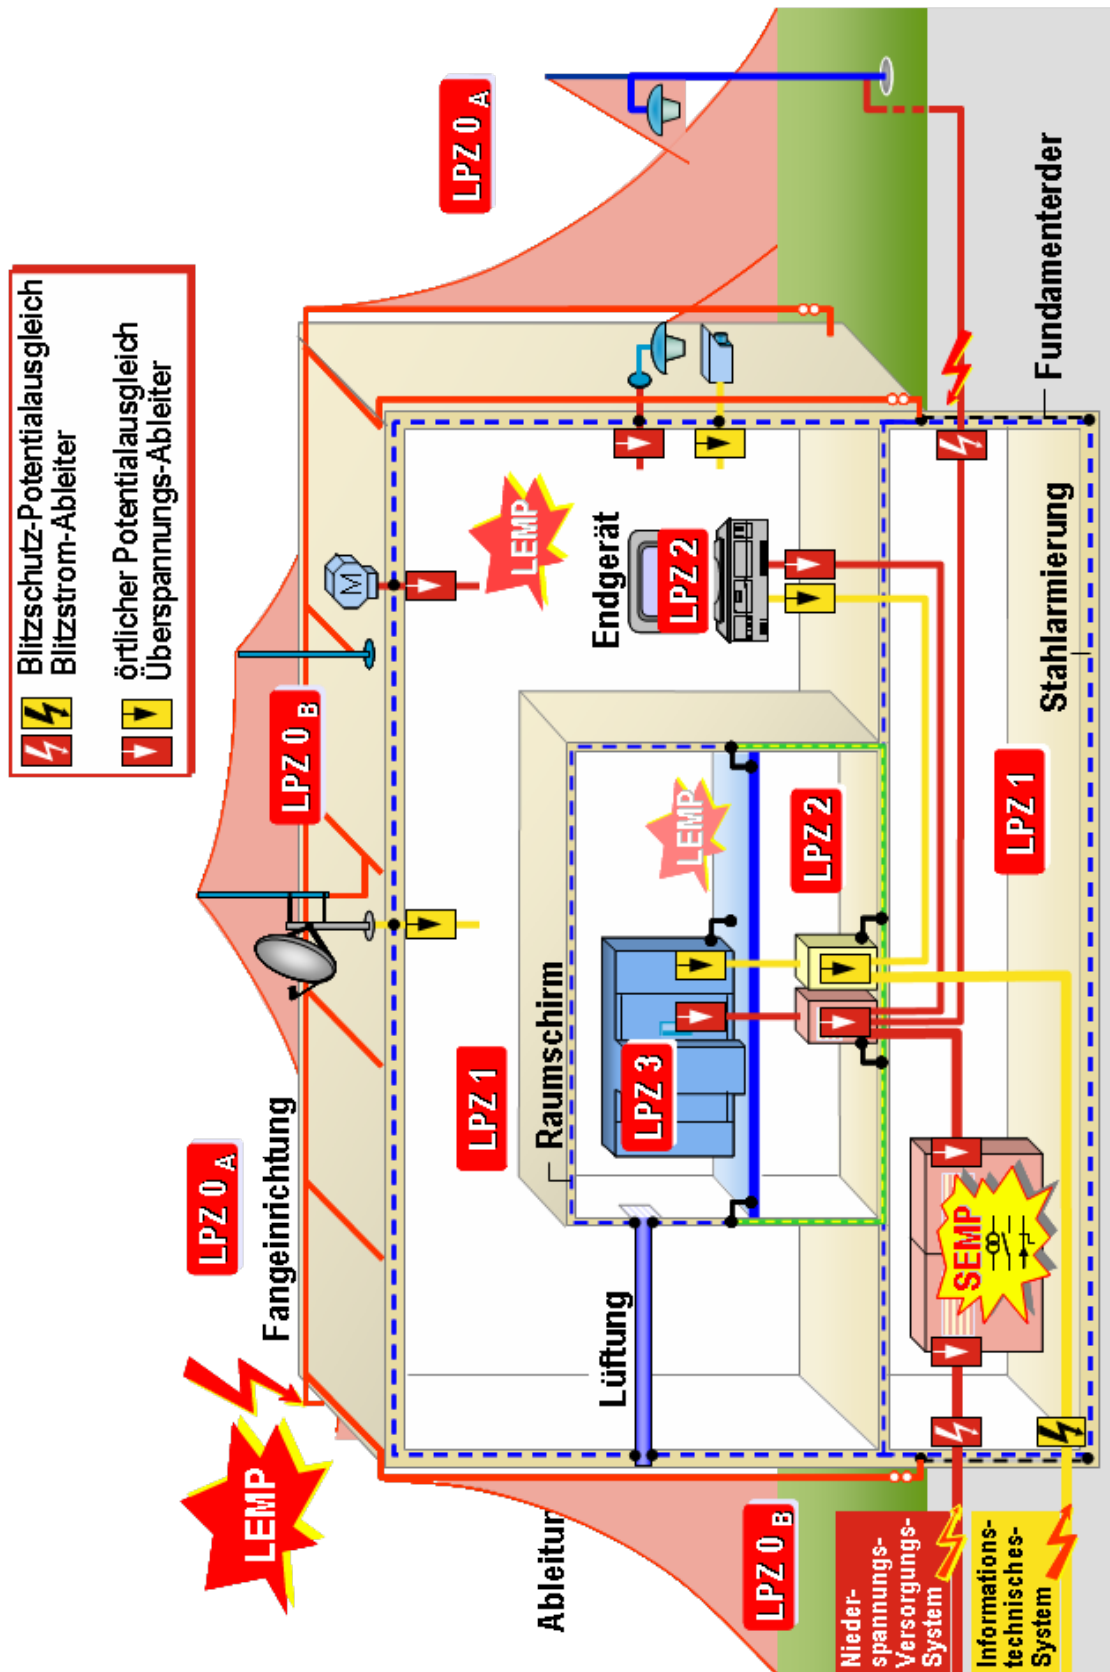 Blitzschutz-Potentialausgleich
Blitzstrom-Ableiter
örtlicher Potentialausgleich
Überspannungs-Ableiter
LEMP
LPZ 0 A
Fangeinrichtung
LPZ 0 B
LPZ 0 A
M
LEMP
LPZ 1
Raumschirm
Endgerät
LPZ 2
LPZ 3
LEMP
LPZ 2
Lüftung
Ableitun
LPZ 0 B
SEMP
LPZ 1
Stahlarmierung
Fundamenterder
Nieder-
spannungs-
Versorgungs-
System
Informations-
technisches-
System